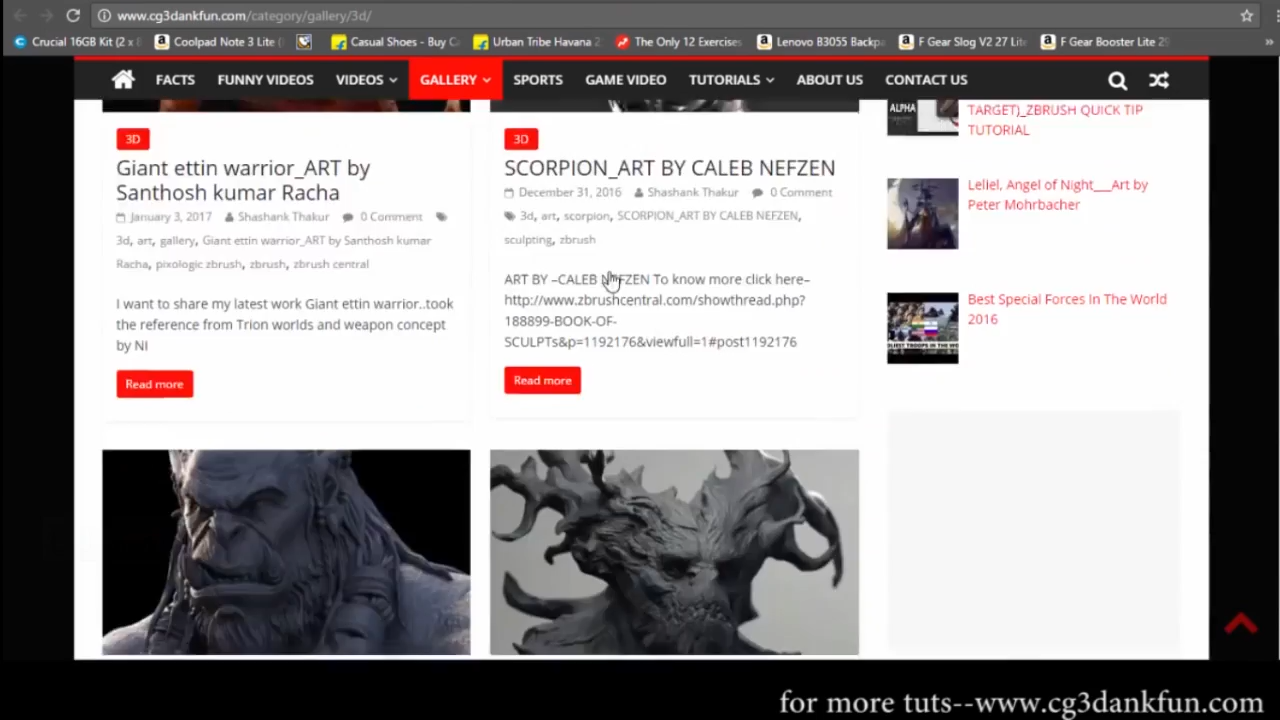 www.cg3dankfun.com/category/gallery/3d/
Crucial 16GB Kit (2 x 8 Coolpad Note 3 Lite ( Casual Shoes - Buy C Urban Tribe Havana 2 The Only 12 Exercises Lenovo B3055 Backpa F Gear Slog V2 27 Lite F Gear Booster Lite 29 »
FACTS FUNNY VIDEOS VIDEOS GALLERY SPORTS GAME VIDEO TUTORIALS ABOUT US CONTACT US
3D
Giant ettin warrior_ART by
Santhosh kumar Racha
January 3, 2017 Shashank Thakur 0 Comment
3d, art, gallery, Giant ettin warrior_ART by Santhosh kumar
Racha, pixologic zbrush, zbrush, zbrush central
I want to share my latest work Giant ettin warrior..took
the reference from Trion worlds and weapon concept
by NI
Read more
3D
SCORPION_ART BY CALEB NEFZEN
December 31, 2016 Shashank Thakur 0 Comment
3d, art, scorpion, SCORPION_ART BY CALEB NEFZEN,
sculpting, zbrush
ART BY –CALEB NEFZEN To know more click here–
http://www.zbrushcentral.com/showthread.php?
188899-BOOK-OF-
SCULPTs&p=1192176&viewfull=1#post1192176
Read more
ALPHA
TARGET)_ZBRUSH QUICK TIP
TUTORIAL
Leliel, Angel of Night___Art by
Peter Mohrbacher
Best Special Forces In The World
2016
for more tuts--www.cg3dankfun.com